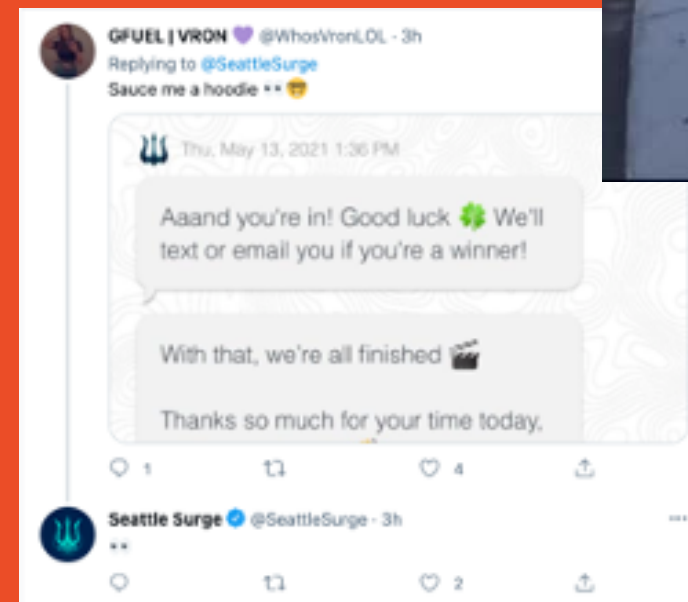 GFUEL | VRON 💜 @WhosVronLOL · 3h
Replying to @SeattleSurge
Sauce me a hoodie 👀 🤓
Thu, May 13, 2021 1:36 PM
Aaand you're in! Good luck 🍀 We'll
text or email you if you're a winner!
With that, we're all finished 🎬
Thanks so much for your time today,
1 4
Seattle Surge @SeattleSurge · 3h
👀
2